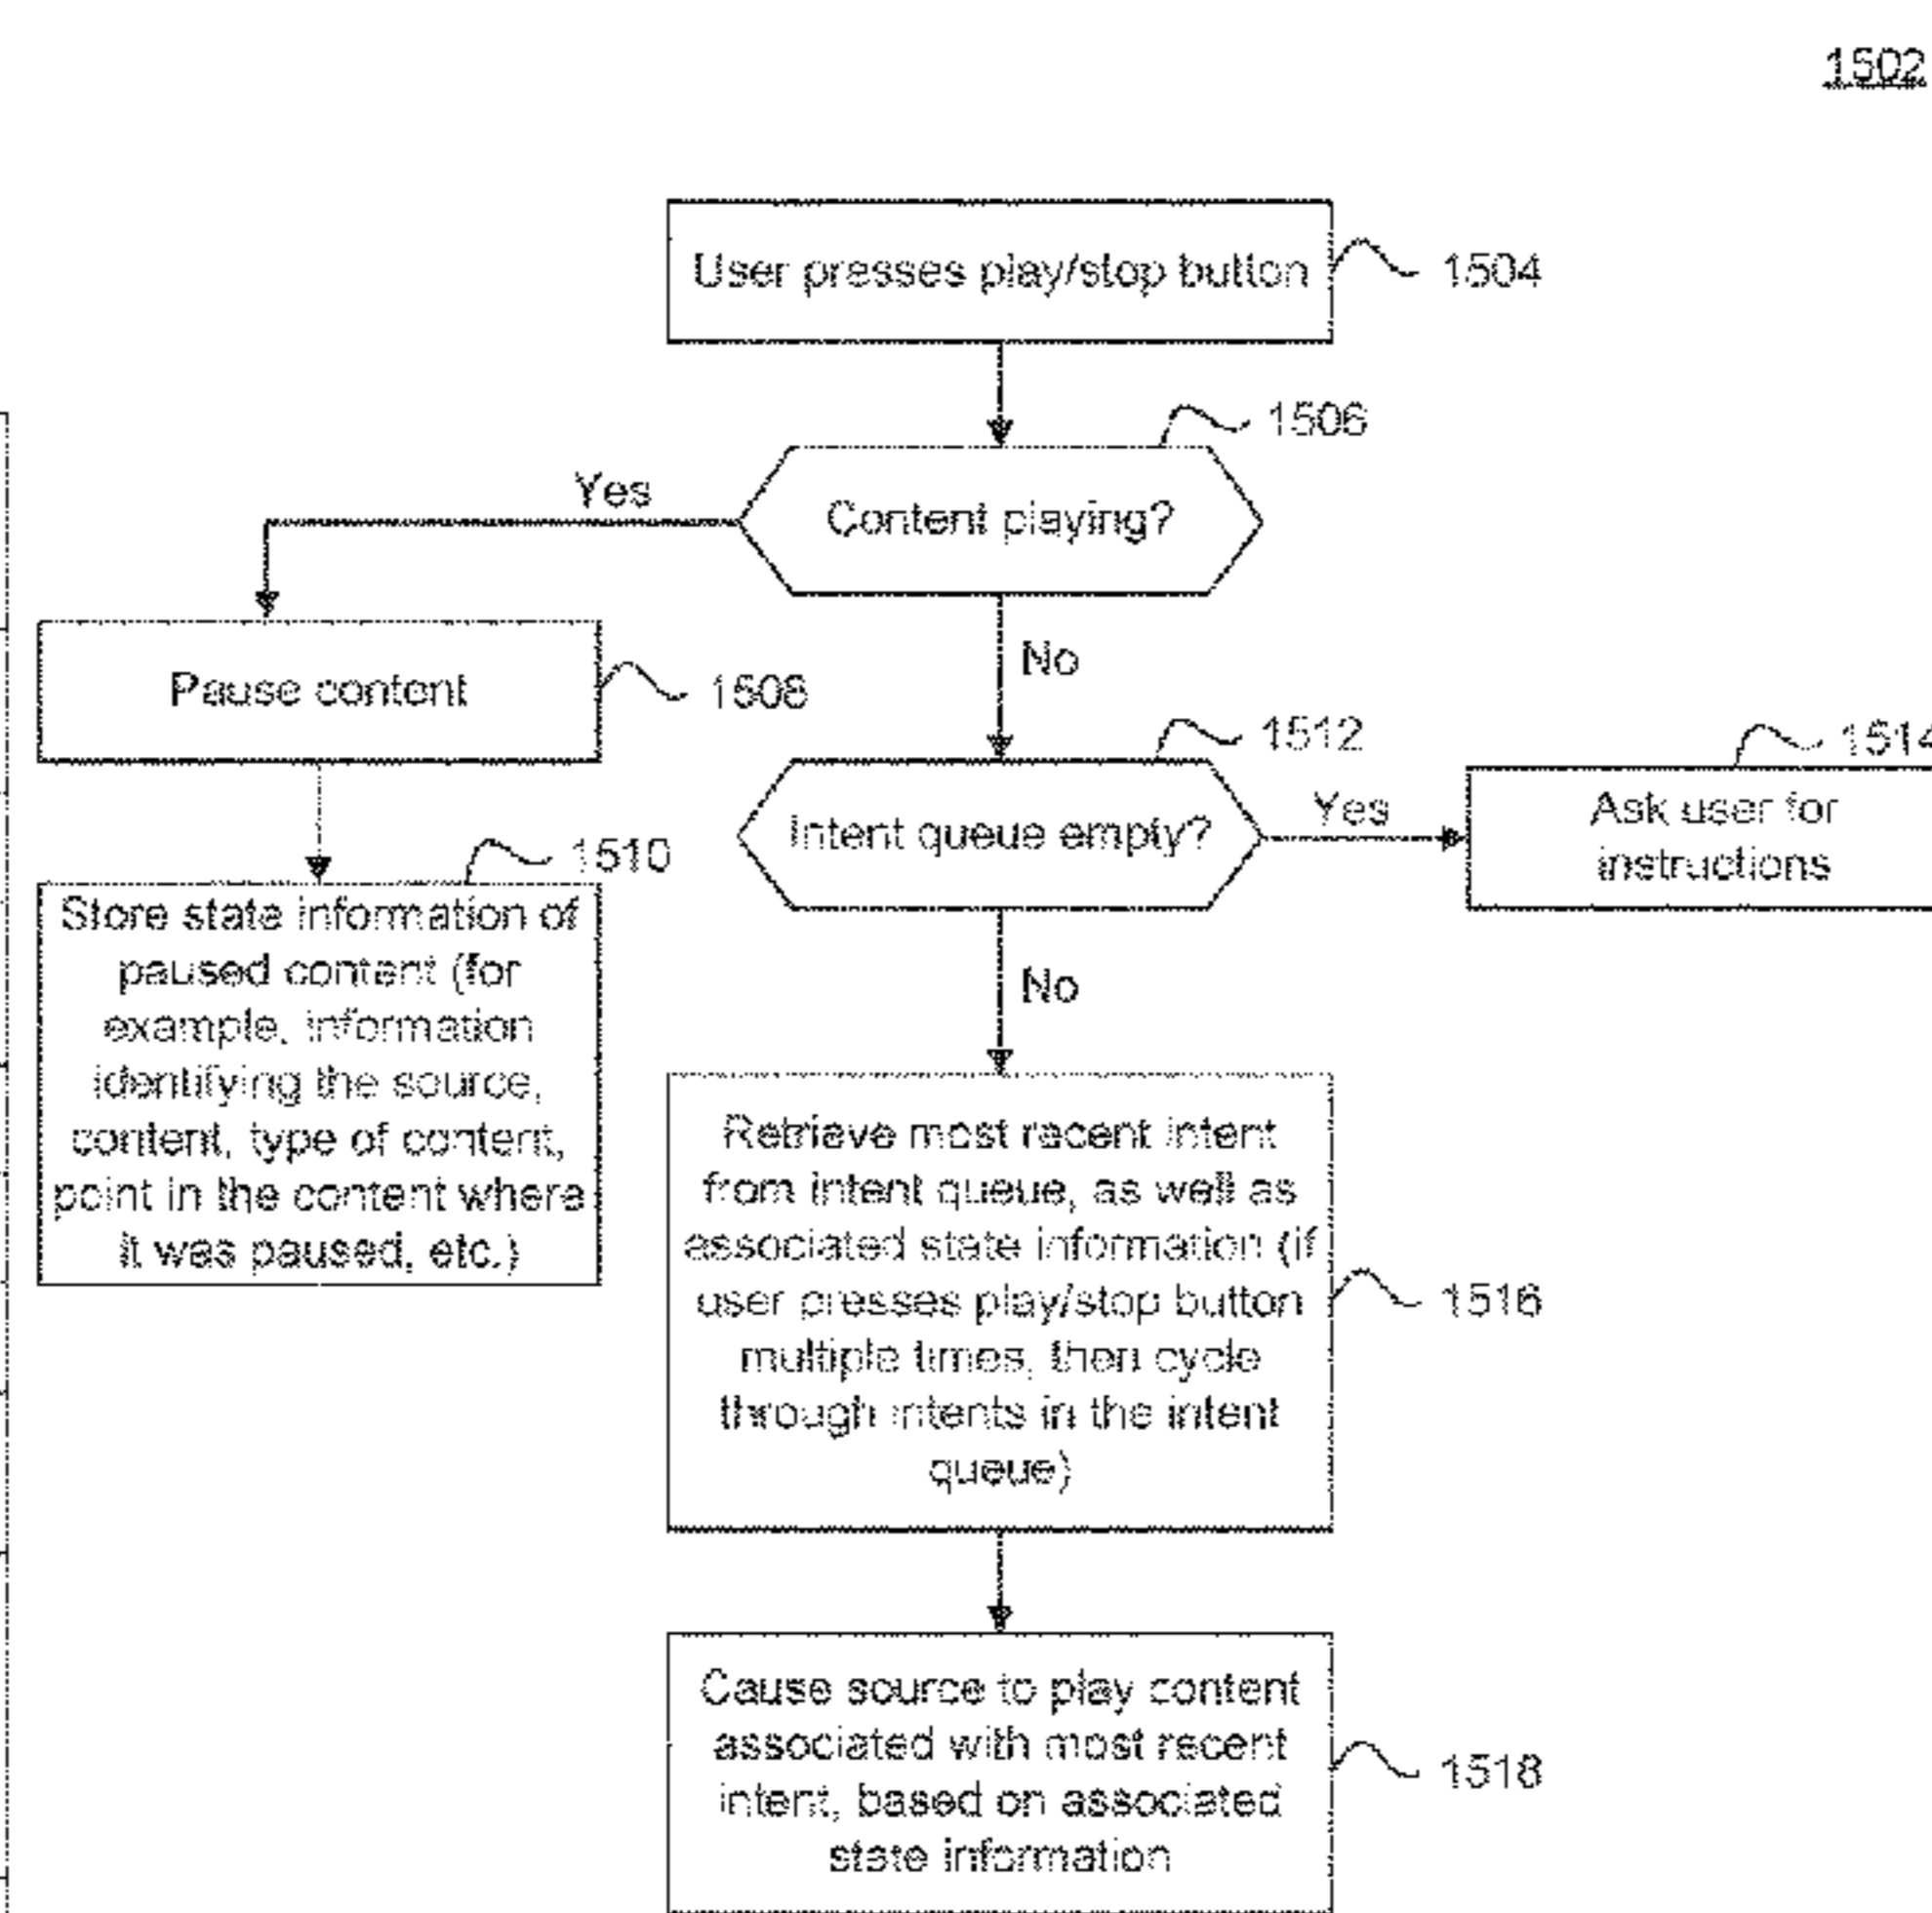 1502
User presses play/stop button
1504
1506
Content playing?
Yes
No
Pause content
1508
1510
Store state information of
paused content (for
example, information
identifying the source,
content, type of content,
point in the content where
it was paused, etc.)
1512
Intent queue empty?
Yes
1514
Ask user for
instructions
No
Retrieve most recent intent
from intent queue, as well as
associated state information (if
user presses play/stop button
multiple times, then cycle
through intents in the intent
queue)
1516
Cause source to play content
associated with most recent
intent, based on associated
state information
1518